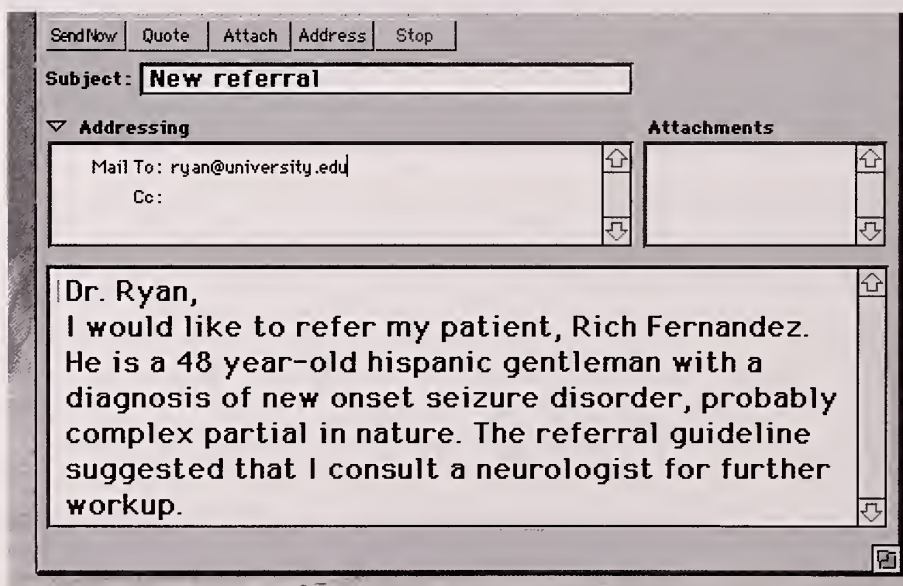 Send Now Quote Attach Address Stop
Subject: New referral
Addressing Attachments
Mail To: ryan@university.edu
Cc:
Dr. Ryan,
I would like to refer my patient, Rich Fernandez.
He is a 48 year-old hispanic gentleman with a
diagnosis of new onset seizure disorder, probably
complex partial in nature. The referral guideline
suggested that I consult a neurologist for further
workup.